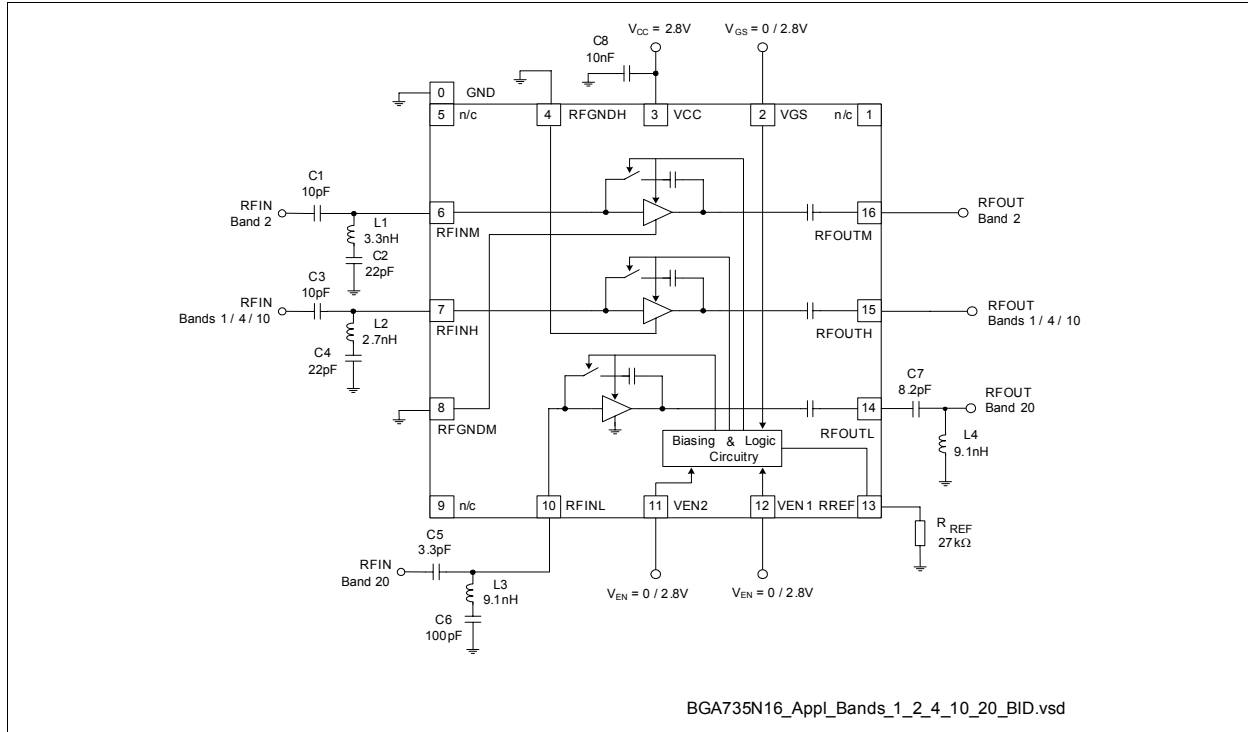 C8
10nF
VCC = 2.8V
VGS = 0 / 2.8V
0
GND
5
n/c
4
RFGNDH
3
VCC
2
VGS
n/c
1
C1
10pF
RFIN
Band 2
L1
3.3nH
C2
22pF
6
RFINM
16
RFOUTM
RFOUT
Band 2
C3
10pF
RFIN
Bands 1 / 4 / 10
L2
2.7nH
C4
22pF
7
RFINH
15
RFOUTH
RFOUT
Bands 1 / 4 / 10
8
RFGNDM
14
RFOUTL
C7
8.2pF
RFOUT
Band 20
L4
9.1nH
Biasing & Logic
Circuitry
9
n/c
10
RFINL
11
VEN2
12
VEN1
RREF
13
RREF
27kΩ
C5
3.3pF
RFIN
Band 20
L3
9.1nH
C6
100pF
VEN = 0 / 2.8V
VEN = 0 / 2.8V
BGA735N16_Appl_Bands_1_2_4_10_20_BID.vsd